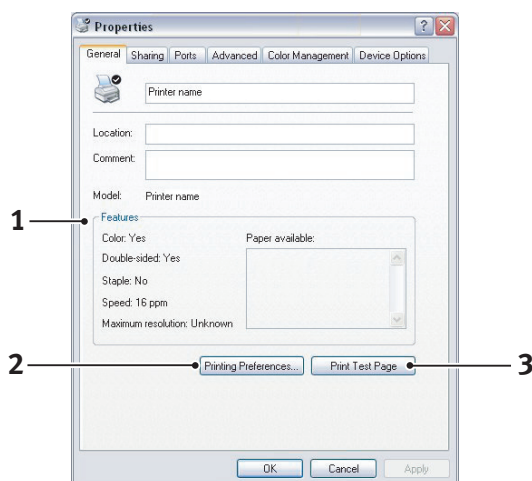 Properties
General Sharing Ports Advanced Color Management Device Options
Printer name
Location:
Comment:
Model: Printer name
1
Features
Color: Yes Paper available:
Double-sided: Yes
Staple: No
Speed: 16 ppm
Maximum resolution: Unknown
2 Printing Preferences... Print Test Page 3
OK Cancel Apply